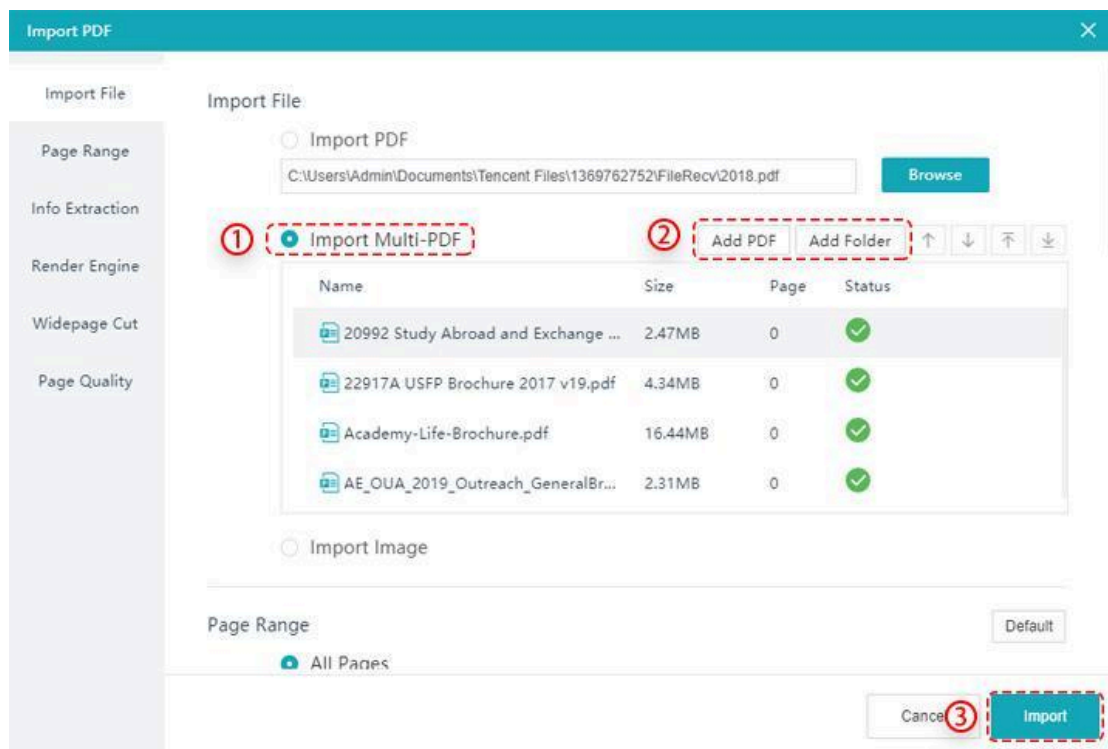 Import PDF
Import File
Page Range
Info Extraction
Render Engine
Widepage Cut
Page Quality
Import File
Import PDF
C:\Users\Admin\Documents\Tencent Files\1369762752\FileRecv\2018.pdf Browse
① Import Multi-PDF ② Add PDF Add Folder
Name Size Page Status
20992 Study Abroad and Exchange ... 2.47MB 0
22917A USFP Brochure 2017 v19.pdf 4.34MB 0
Academy-Life-Brochure.pdf 16.44MB 0
AE_OUA_2019_Outreach_GeneralBr... 2.31MB 0
Import Image
Page Range Default
All Pages
Cance ③ Import